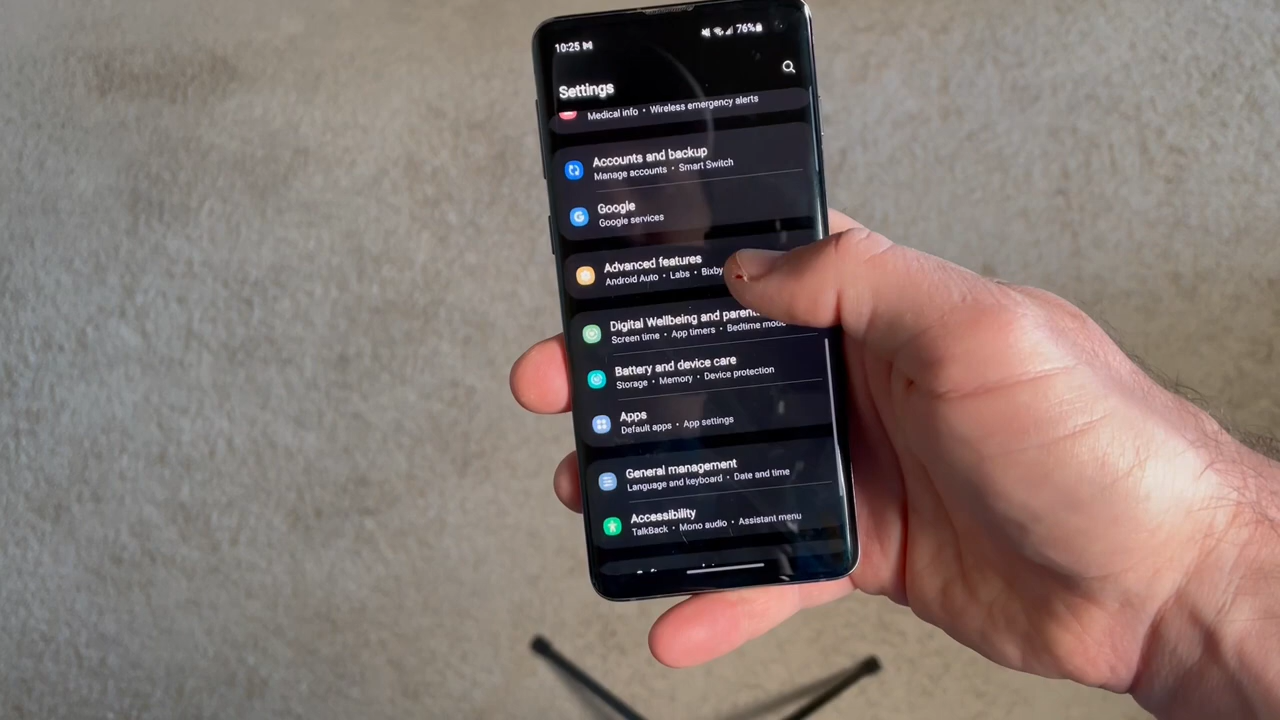 10:25
76%
Settings
Medical info • Wireless emergency alerts
Accounts and backup
Manage accounts • Smart Switch
Google
Google services
Advanced features
Android Auto • Labs • Bixby
Digital Wellbeing and parent
Screen time • App timers • Bedtime mode
Battery and device care
Storage • Memory • Device protection
Apps
Default apps • App settings
General management
Language and keyboard • Date and time
Accessibility
TalkBack • Mono audio • Assistant menu